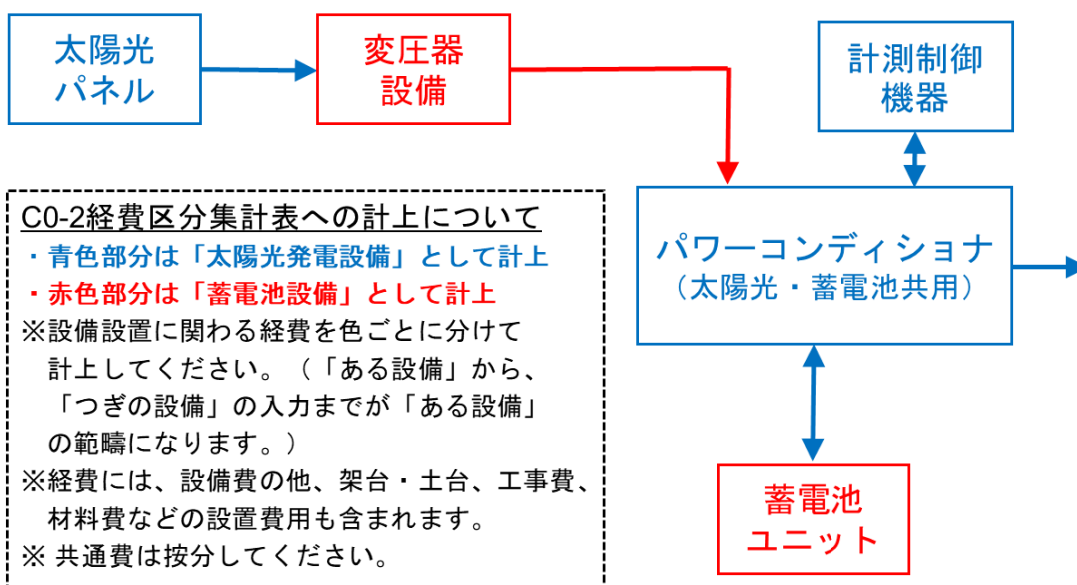 太陽光
パネル
変圧器
設備
計測制御
機器
パワーコンディショナ
（太陽光・蓄電池共用）
蓄電池
ユニット
C0-2経費区分集計表への計上について
・青色部分は「太陽光発電設備」として計上
・赤色部分は「蓄電池設備」として計上
※設備設置に関わる経費を色ごとに分けて
計上してください。（「ある設備」から、
「つぎの設備」の入力までが「ある設備」
の範疇になります。）
※経費には、設備費の他、架台・土台、工事費、
材料費などの設置費用も含まれます。
※ 共通費は按分してください。